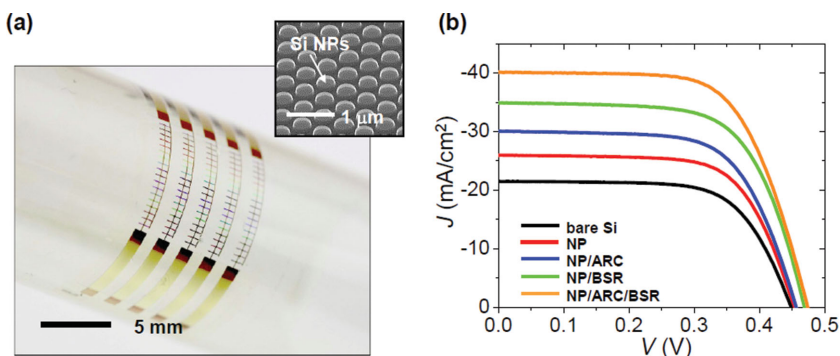 (a)
Si NPs
1 μm
5 mm
(b)
J (mA/cm²)
-40
-30
-20
-10
0
bare Si
NP
NP/ARC
NP/BSR
NP/ARC/BSR
0.0 0.1 0.2 0.3 0.4 0.5
V (V)